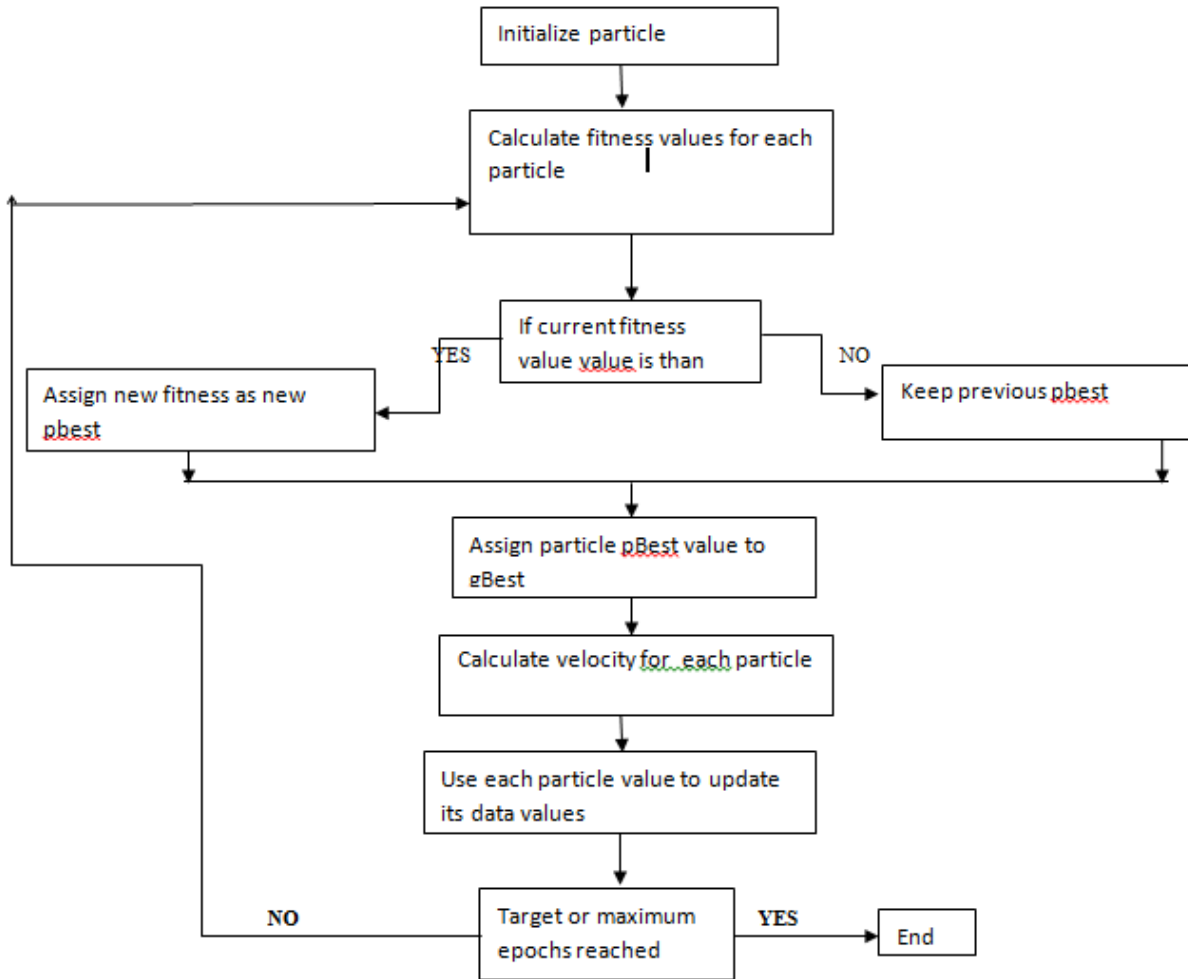 Initialize particle
Calculate fitness values for each
particle
If current fitness
value value is than
YES
NO
Assign new fitness as new
pbest
Keep previous pbest
Assign particle pBest value to
gBest
Calculate velocity for each particle
Use each particle value to update
its data values
Target or maximum
epochs reached
NO
YES
End